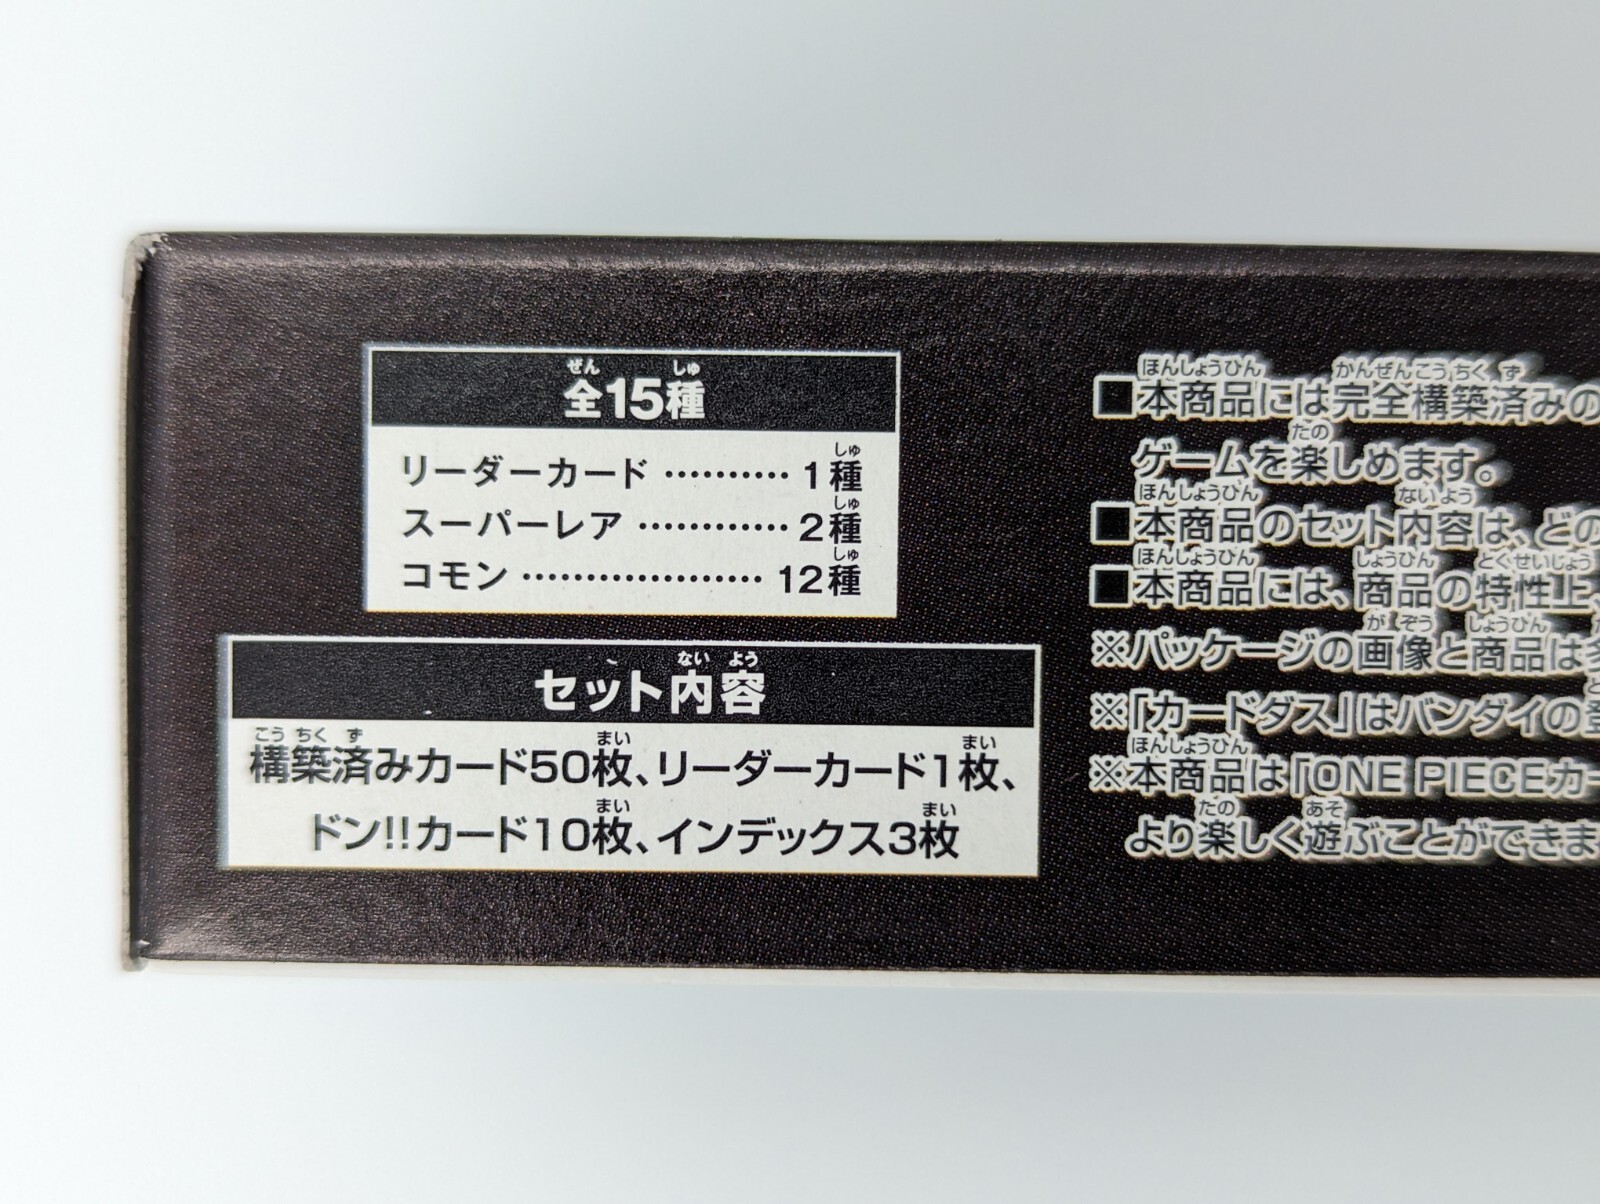 全15種
リーダーカード ………… 1種
スーパーレア ………… 2種
コモン ………………… 12種
セット内容
構築済みカード50枚、リーダーカード1枚、
ドン!!カード10枚、インデックス3枚
■本商品には完全構築済みの
ゲームを楽しめます。
■本商品のセット内容は、どの
■本商品には、商品の特性上、
※パッケージの画像と商品は
※「カードダス」はバンダイの登
※本商品は「ONE PIECEカー
より楽しく遊ぶことができま